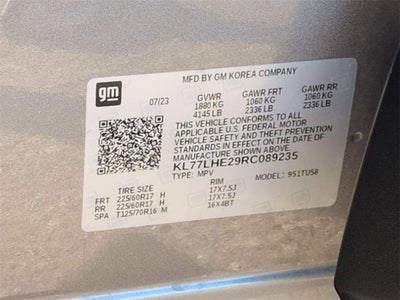 gm
MFD BY GM KOREA COMPANY
07/23 GVWR GAWR FRT GAWR RR
1880 KG 1060 KG 1060 KG
4145 LB 2336 LB 2336 LB
THIS VEHICLE CONFORMS TO ALL
APPLICABLE U.S. FEDERAL MOTOR
VEHICLE SAFETY AND THEFT PREVENTION
STANDARDS IN EFFECT ON THE DATE OF
MANUFACTURE SHOWN ABOVE.
KL77LHE29RC089235
TYPE: MPV MODEL: 951TU58
TIRE SIZE RIM
FRT 225/60R17 H 17X7.5J
RR 225/60R17 H 17X7.5J
SPA T125/70R16 M 16X4BT